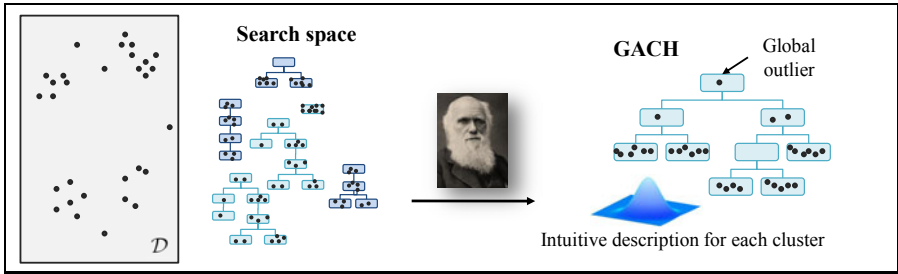 Search space
GACH
Global
outlier
𝒟
Intuitive description for each cluster